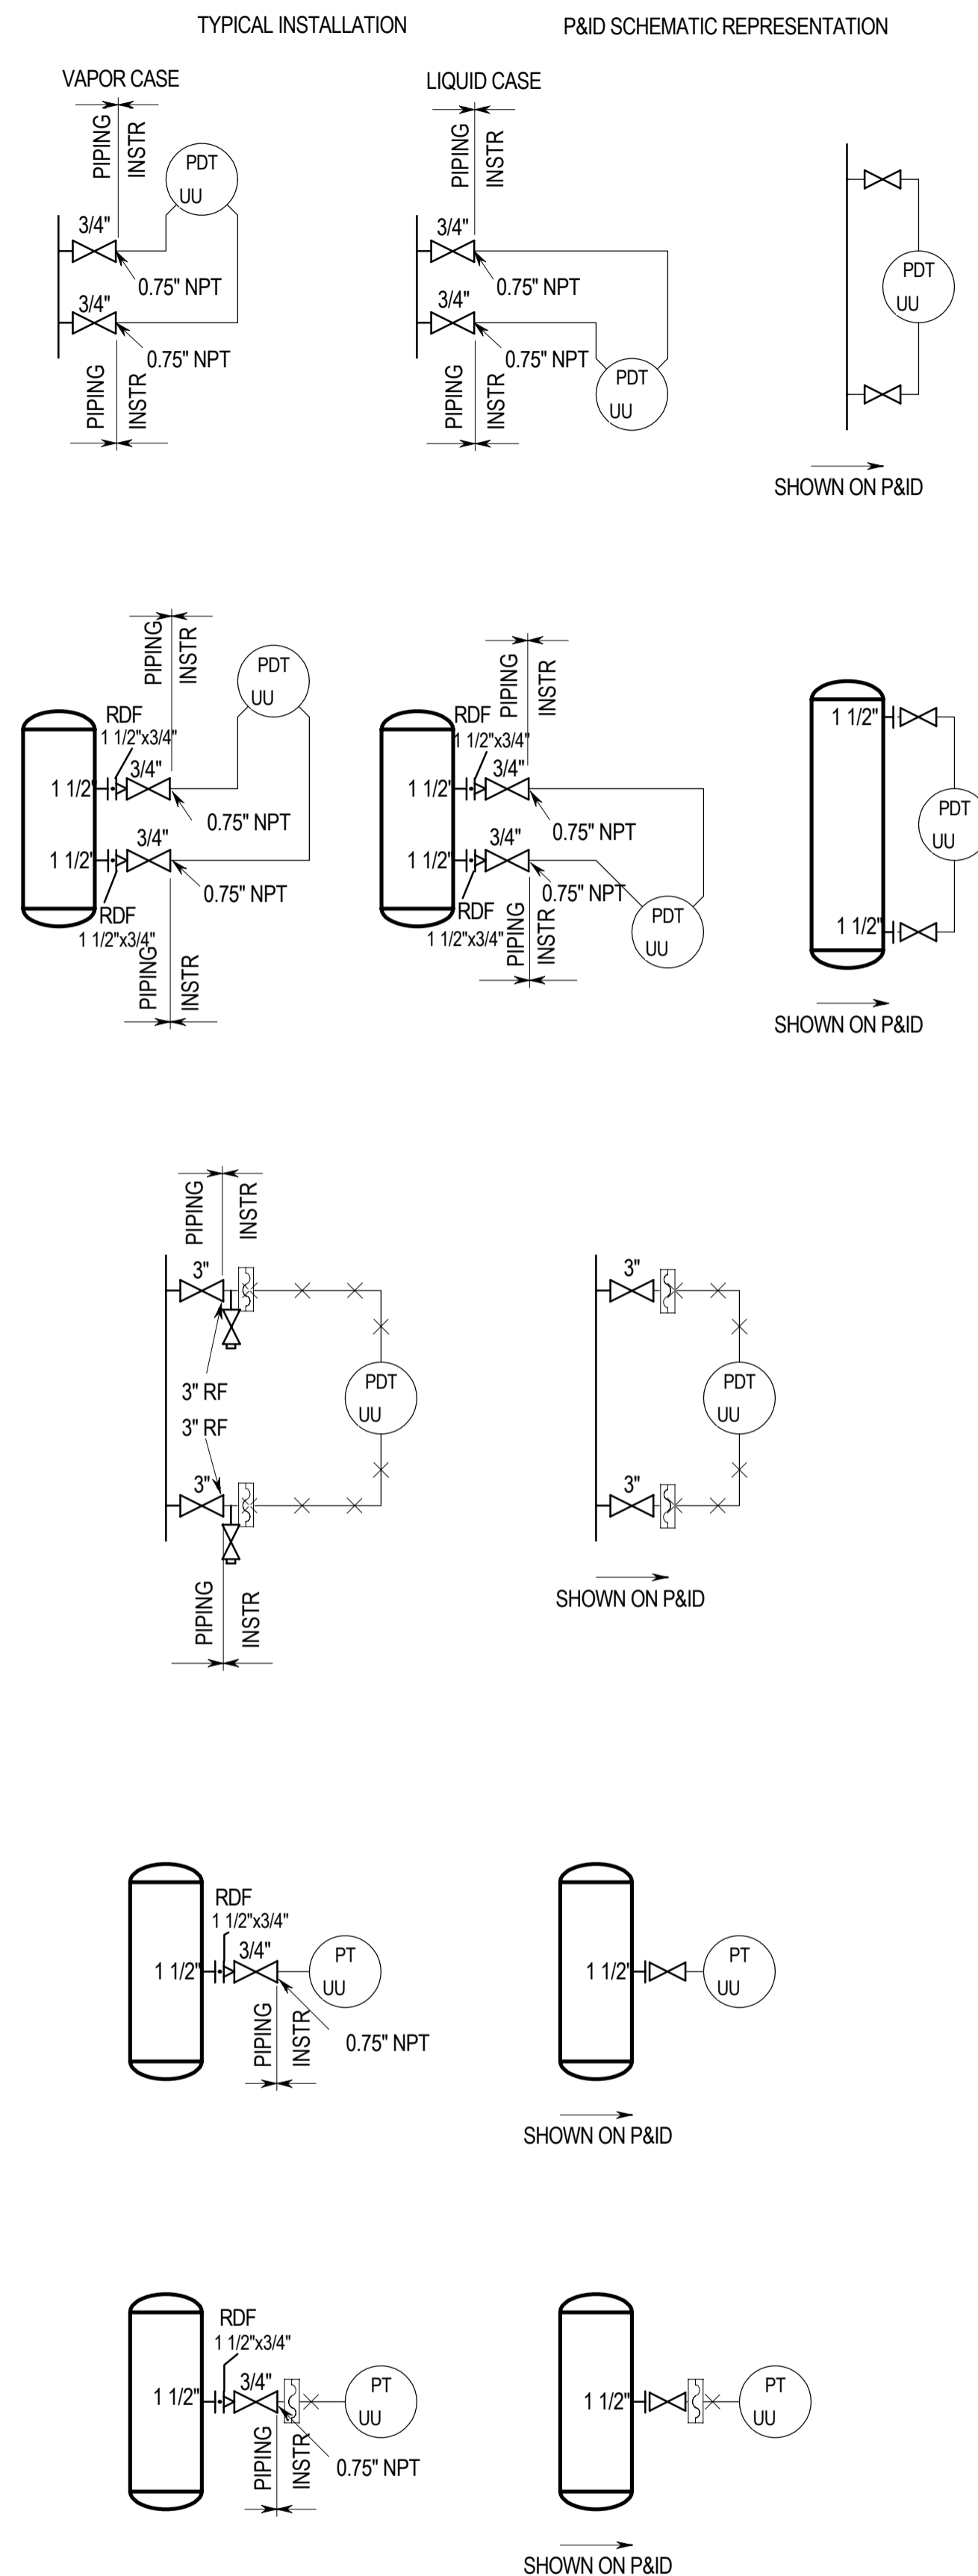 TYPICAL INSTALLATION
P&ID SCHEMATIC REPRESENTATION
VAPOR CASE
LIQUID CASE
PIPING
INSTR
PDT
UU
3/4"
0.75" NPT
3/4"
0.75" NPT
PIPING
INSTR
PIPING
INSTR
3/4"
0.75" NPT
3/4"
0.75" NPT
PDT
UU
PIPING
INSTR
PDT
UU
SHOWN ON P&ID
PIPING
INSTR
PDT
UU
RDF
1 1/2"x3/4"
3/4"
1 1/2"
0.75" NPT
3/4"
1 1/2"
0.75" NPT
RDF
1 1/2"x3/4"
PIPING
INSTR
PIPING
INSTR
RDF
1 1/2"x3/4"
3/4"
1 1/2"
0.75" NPT
3/4"
1 1/2"
0.75" NPT
RDF
1 1/2"x3/4"
PDT
UU
PIPING
INSTR
1 1/2"
PDT
UU
1 1/2"
SHOWN ON P&ID
PIPING
INSTR
3"
3" RF
PDT
UU
3" RF
3"
PIPING
INSTR
3"
PDT
UU
3"
SHOWN ON P&ID
RDF
1 1/2"x3/4"
3/4"
1 1/2"
PT
UU
PIPING
INSTR
0.75" NPT
1 1/2"
PT
UU
SHOWN ON P&ID
RDF
1 1/2"x3/4"
3/4"
1 1/2"
PT
UU
PIPING
INSTR
0.75" NPT
1 1/2"
PT
UU
SHOWN ON P&ID